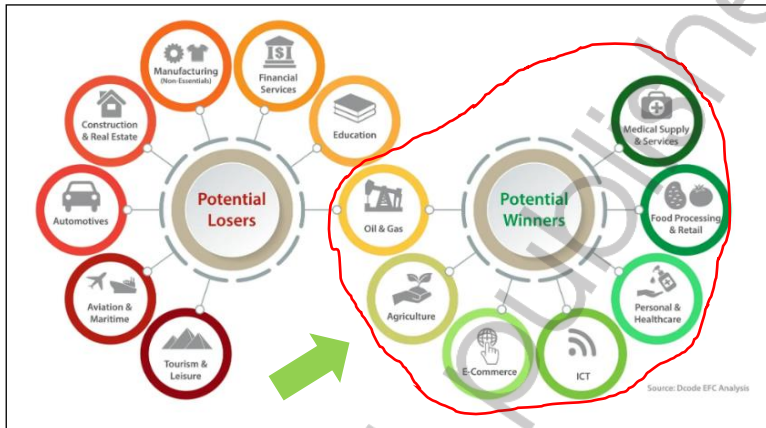 Manufacturing
(Non-Essentials)
Financial
Services
Construction
& Real Estate
Education
Medical Supply
& Services
Potential
Losers
Potential
Winners
Automotives
Oil & Gas
Food Processing
& Retail
Aviation &
Maritime
Agriculture
Personal &
Healthcare
Tourism &
Leisure
E-Commerce
ICT
Source: Dcode EFC Analysis